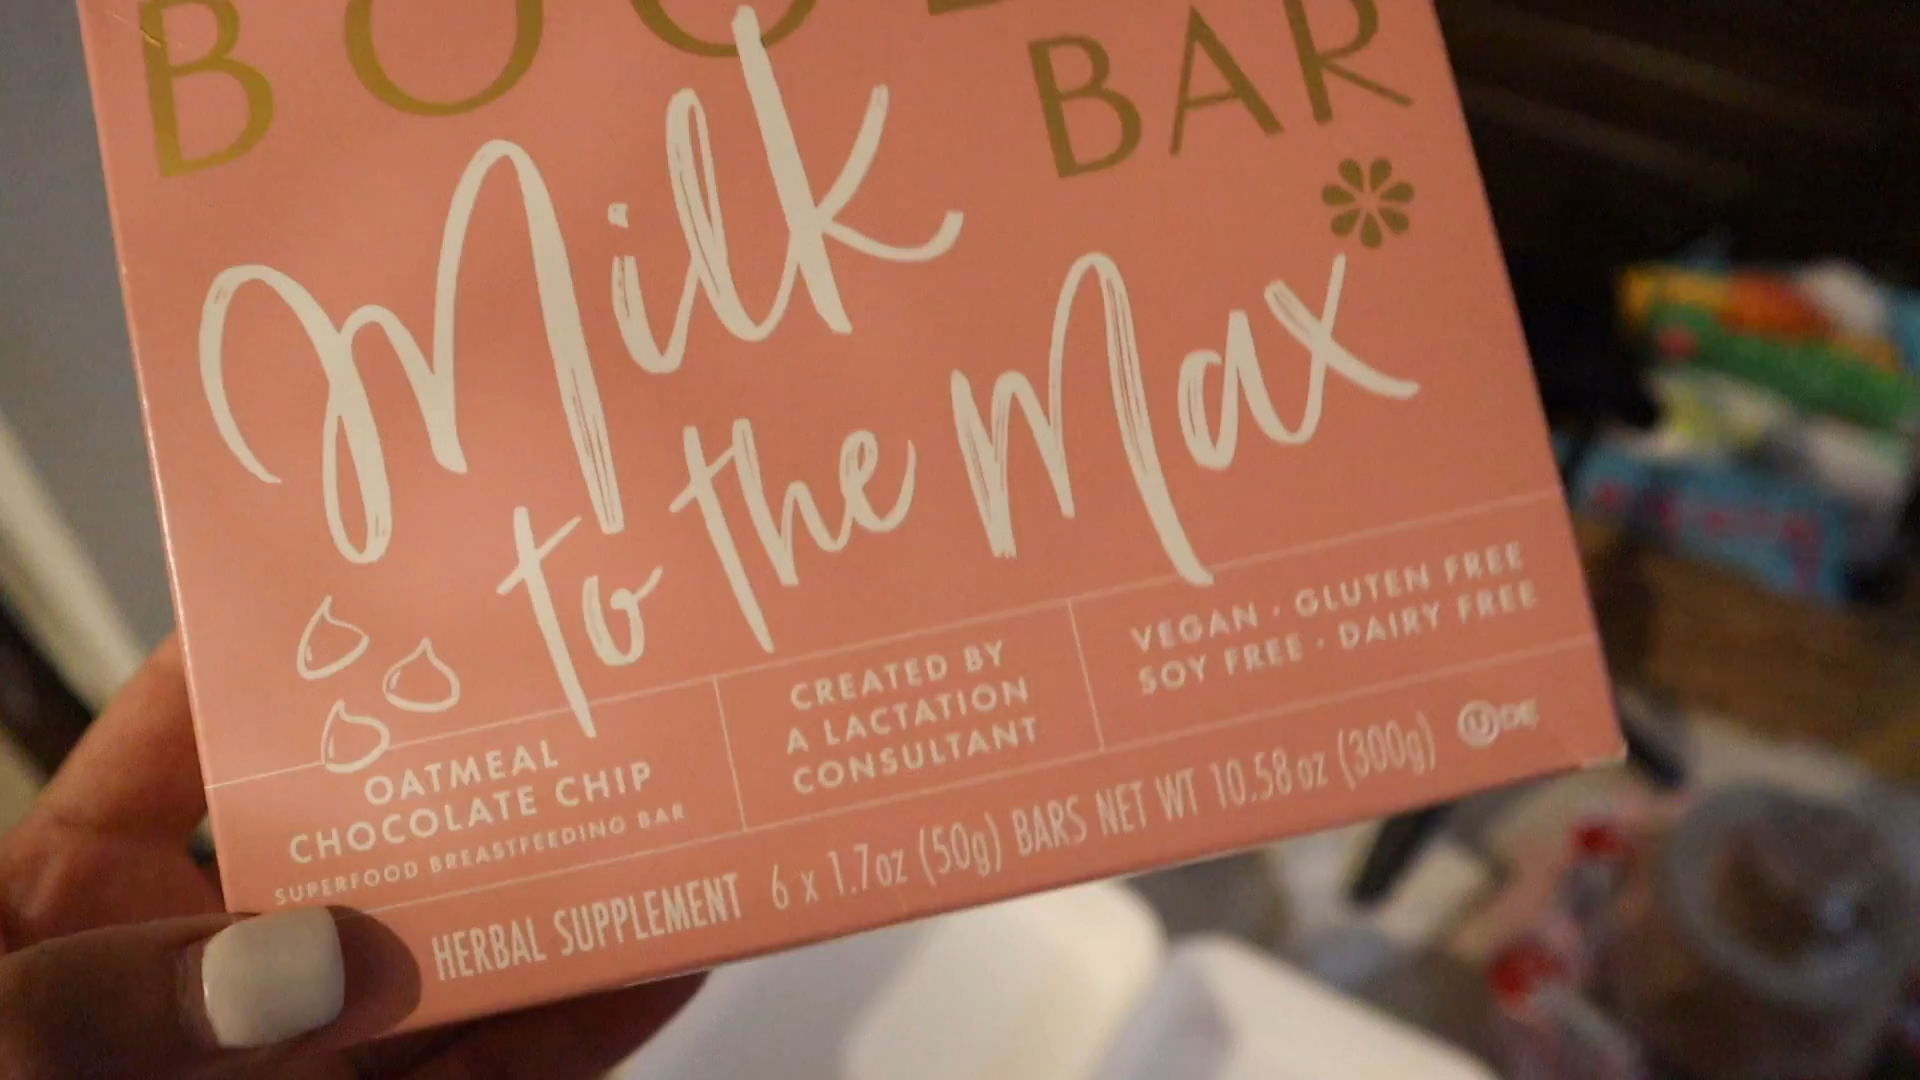 BAR
Milk
to the Max
OATMEAL
CHOCOLATE CHIP
SUPERFOOD BREASTFEEDING BAR
CREATED BY
A LACTATION
CONSULTANT
VEGAN · GLUTEN FREE
SOY FREE · DAIRY FREE
HERBAL SUPPLEMENT 6 x 1.7oz (50g) BARS NET WT 10.58 oz (300g)
U DE